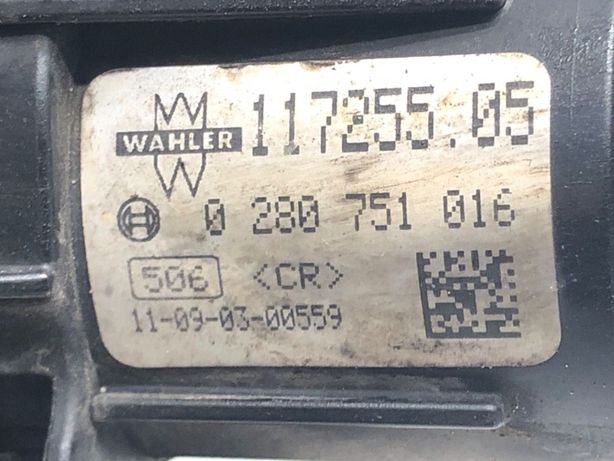 WAHLER 117255.05
0 280 751 016
506 <CR>
11-09-03-00559